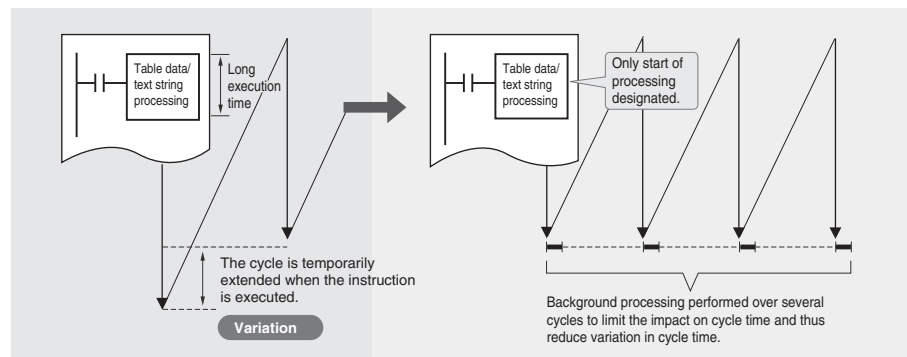 Table data/
text string
processing
Long
execution
time
The cycle is temporarily
extended when the instruction
is executed.
Variation
Table data/
text string
processing
Only start of
processing
designated.
Background processing performed over several
cycles to limit the impact on cycle time and thus
reduce variation in cycle time.